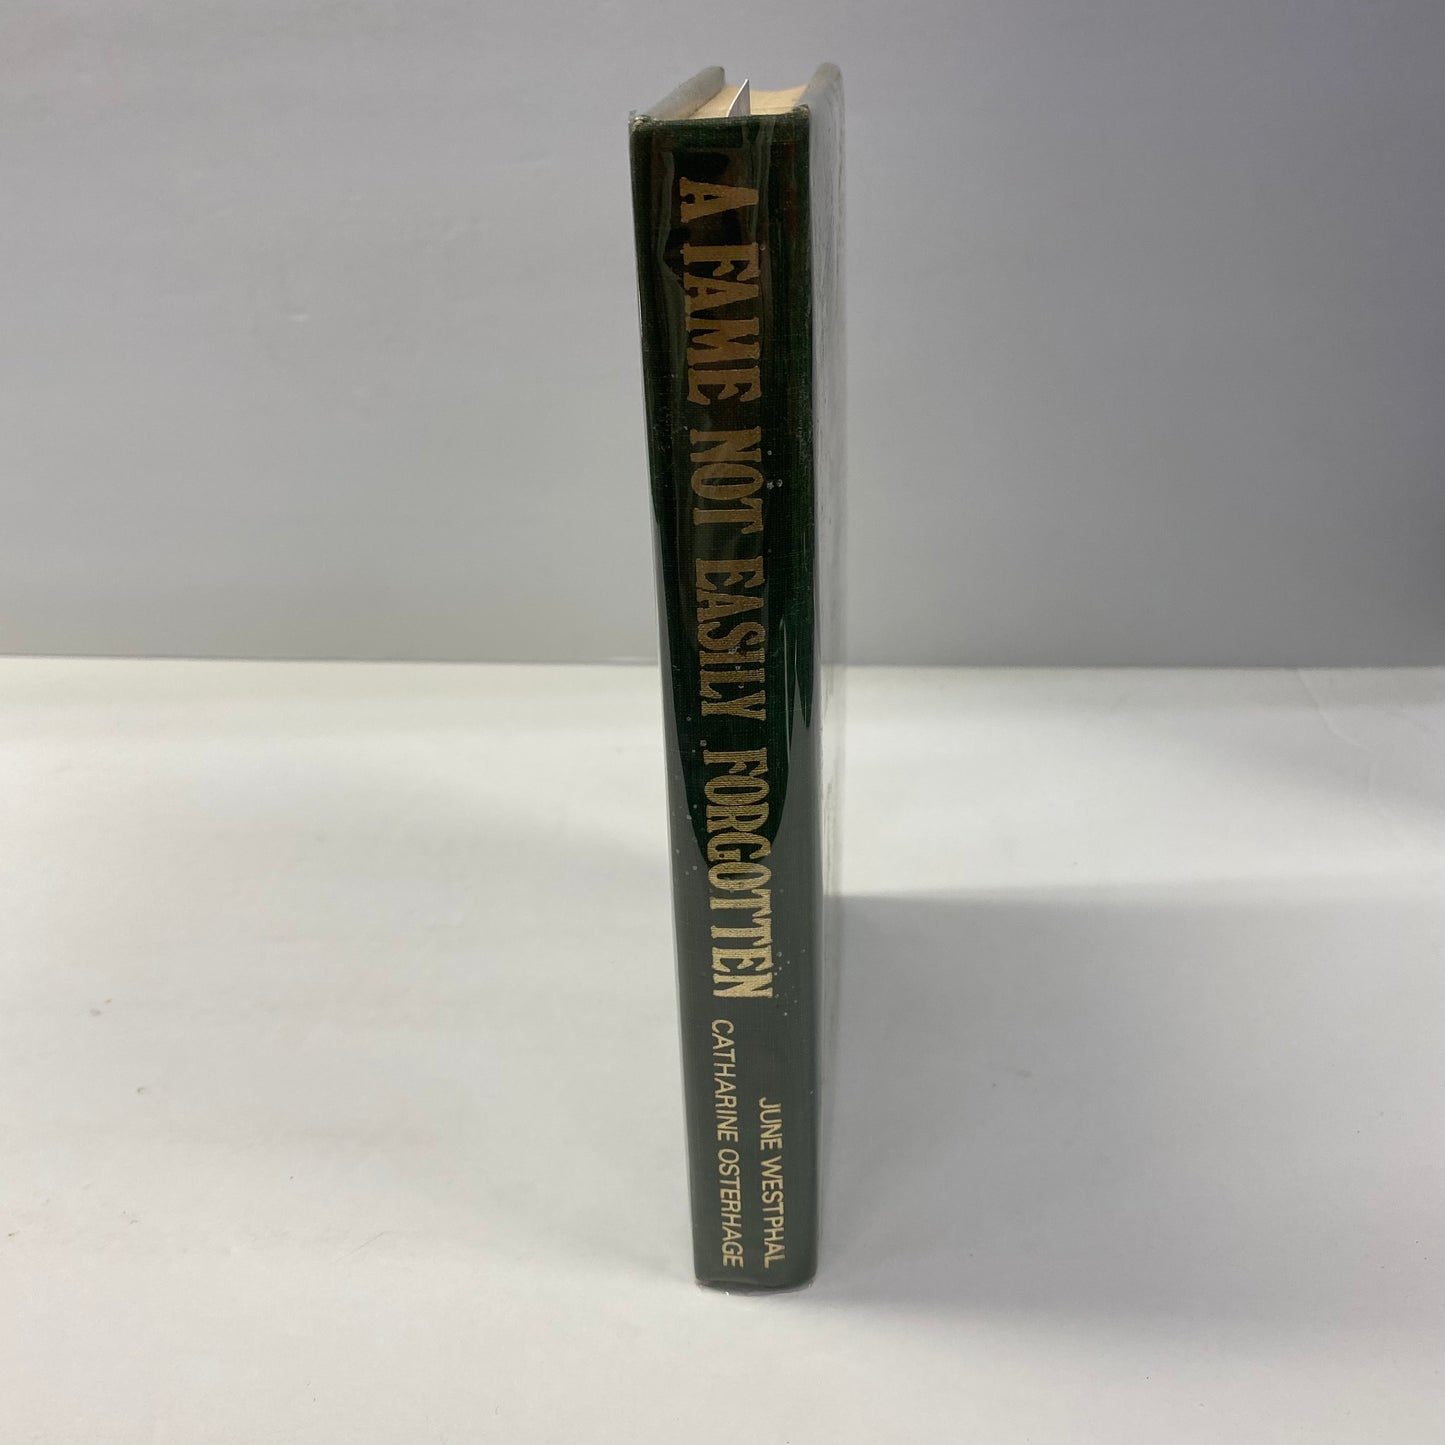 A FAME NOT EASILY FORGOTTEN
JUNE WESTPHAL
CATHARINE OSTERHAGE